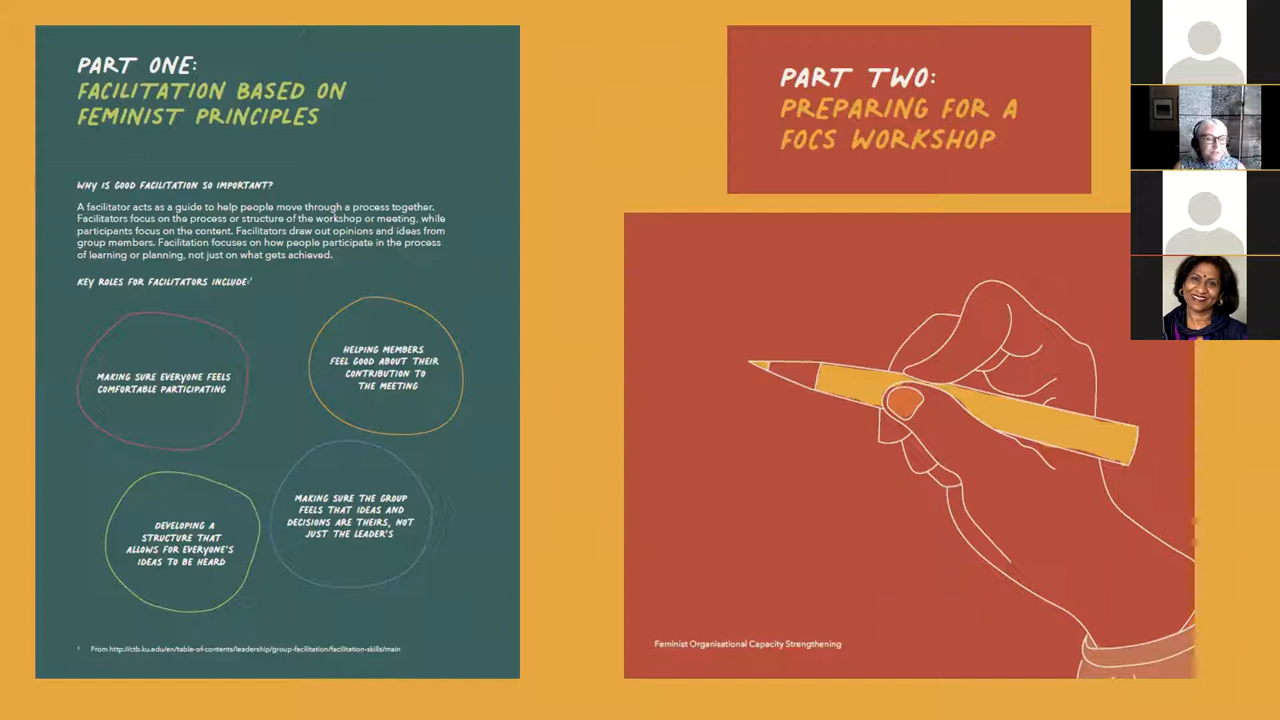 PART ONE:
FACILITATION BASED ON
FEMINIST PRINCIPLES
WHY IS GOOD FACILITATION SO IMPORTANT?
A facilitator acts as a guide to help people move through a process together.
Facilitators focus on the process or structure of the workshop or meeting, while
participants focus on the content. Facilitators draw out opinions and ideas from
group members. Facilitation focuses on how people participate in the process
of learning or planning, not just on what gets achieved.
KEY ROLES FOR FACILITATORS INCLUDE:¹
MAKING SURE EVERYONE FEELS
COMFORTABLE PARTICIPATING
HELPING MEMBERS
FEEL GOOD ABOUT THEIR
CONTRIBUTION TO
THE MEETING
DEVELOPING A
STRUCTURE THAT
ALLOWS FOR EVERYONE'S
IDEAS TO BE HEARD
MAKING SURE THE GROUP
FEELS THAT IDEAS AND
DECISIONS ARE THEIRS, NOT
JUST THE LEADER'S
¹ From http://ctb.ku.edu/en/table-of-contents/leadership/group-facilitation/facilitation-skills/main
PART TWO:
PREPARING FOR A
FOCS WORKSHOP
Feminist Organisational Capacity Strengthening